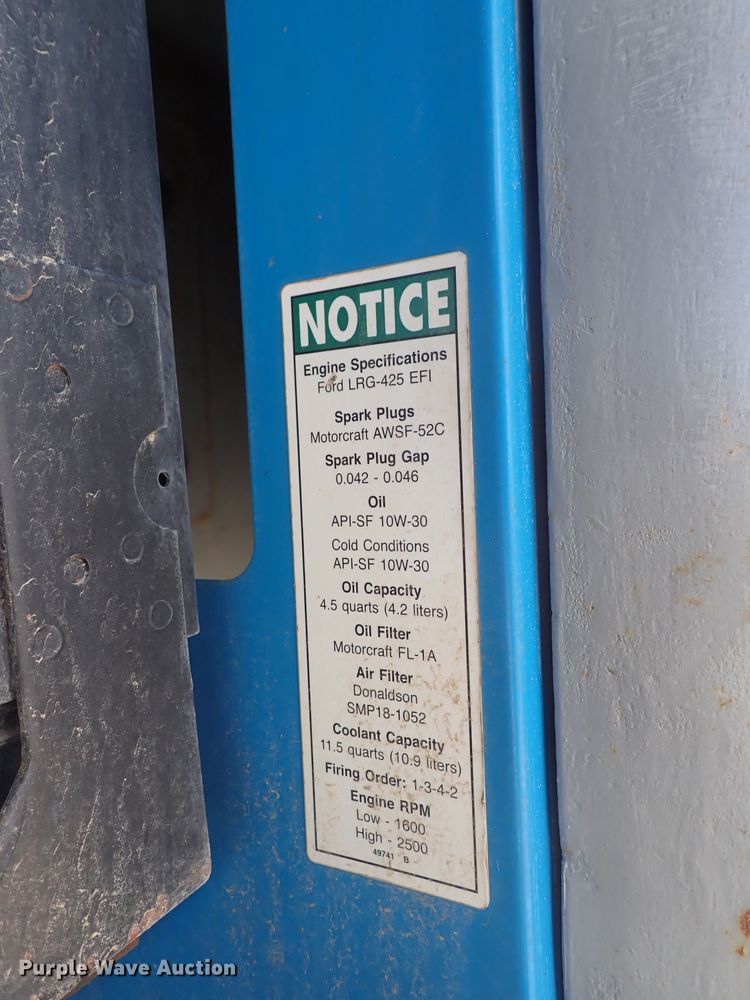 NOTICE
Engine Specifications
Ford LRG-425 EFI
Spark Plugs
Motorcraft AWSF-52C
Spark Plug Gap
0.042 - 0.046
Oil
API-SF 10W-30
Cold Conditions
API-SF 10W-30
Oil Capacity
4.5 quarts (4.2 liters)
Oil Filter
Motorcraft FL-1A
Air Filter
Donaldson
SMP18-1052
Coolant Capacity
11.5 quarts (10.9 liters)
Firing Order: 1-3-4-2
Engine RPM
Low - 1600
High - 2500
49741 B
Purple Wave Auction